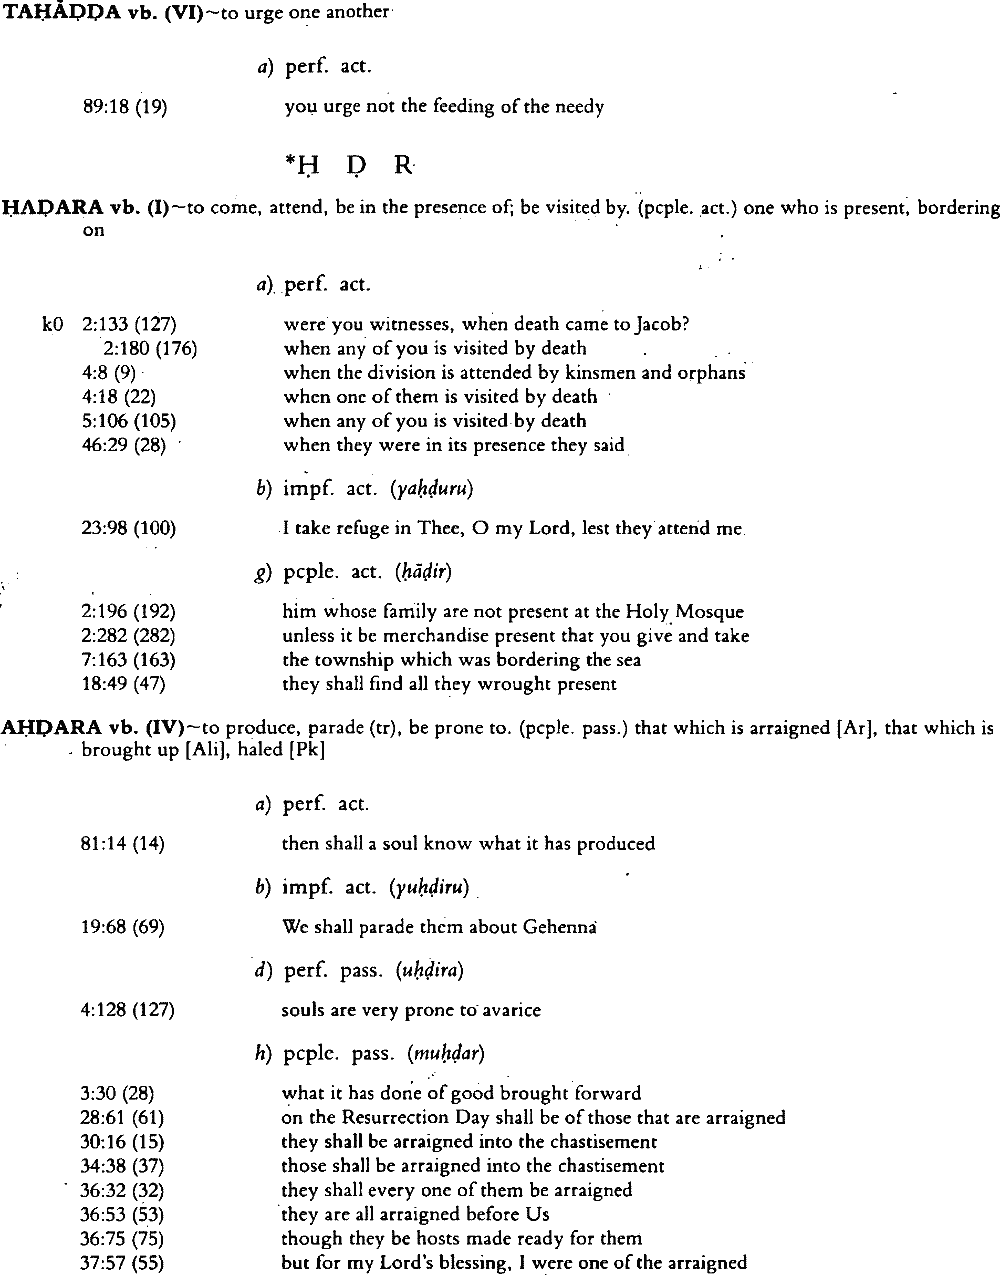 TAḤĀḌḌA vb. (VI)~to urge one another
a) perf. act.
89:18 (19) you urge not the feeding of the needy
*Ḥ Ḍ R
ḤAḌARA vb. (I)~to come, attend, be in the presence of; be visited by. (pcple. act.) one who is present, bordering
on
a) perf. act.
k0 2:133 (127) were you witnesses, when death came to Jacob?
2:180 (176) when any of you is visited by death
4:8 (9) when the division is attended by kinsmen and orphans
4:18 (22) when one of them is visited by death
5:106 (105) when any of you is visited by death
46:29 (28) when they were in its presence they said
b) impf. act. (yaḥḍuru)
23:98 (100) I take refuge in Thee, O my Lord, lest they attend me
g) pcple. act. (ḥāḍir)
2:196 (192) him whose family are not present at the Holy Mosque
2:282 (282) unless it be merchandise present that you give and take
7:163 (163) the township which was bordering the sea
18:49 (47) they shall find all they wrought present
AḤḌARA vb. (IV)~to produce, parade (tr), be prone to. (pcple. pass.) that which is arraigned [Ar], that which is
brought up [Ali], haled [Pk]
a) perf. act.
81:14 (14) then shall a soul know what it has produced
b) impf. act. (yuḥḍiru)
19:68 (69) We shall parade them about Gehenna
d) perf. pass. (uḥḍira)
4:128 (127) souls are very prone to avarice
h) pcple. pass. (muḥḍar)
3:30 (28) what it has done of good brought forward
28:61 (61) on the Resurrection Day shall be of those that are arraigned
30:16 (15) they shall be arraigned into the chastisement
34:38 (37) those shall be arraigned into the chastisement
36:32 (32) they shall every one of them be arraigned
36:53 (53) they are all arraigned before Us
36:75 (75) though they be hosts made ready for them
37:57 (55) but for my Lord's blessing, I were one of the arraigned